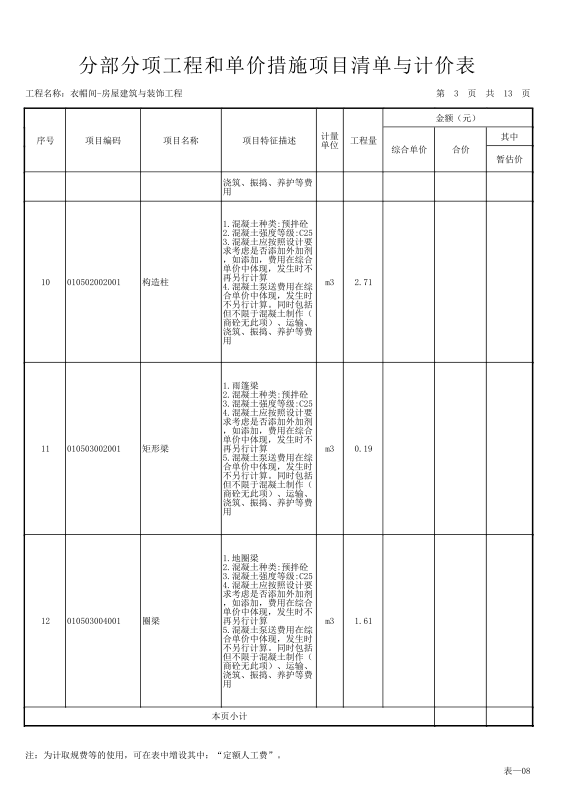 分部分项工程和单价措施项目清单与计价表
工程名称：衣帽间-房屋建筑与装饰工程 第 3 页 共 13 页
序号 项目编码 项目名称 项目特征描述 计量单位 工程量 金额（元）
综合单价 合价 其中
暂估价
浇筑、振捣、养护等费
用
10 010502002001 构造柱 m3 2.71
1.混凝土种类:预拌砼
2.混凝土强度等级:C25
3.混凝土应按照设计要
求考虑是否添加外加剂
，如添加，费用在综合
单价中体现，发生时不
再另行计算
4.混凝土泵送费用在综
合单价中体现，发生时
不另行计算。同时包括
但不限于混凝土制作（
商砼无此项）、运输、
浇筑、振捣、养护等费
用
11 010503002001 矩形梁 m3 0.19
1.雨篷梁
2.混凝土种类:预拌砼
3.混凝土强度等级:C25
4.混凝土应按照设计要
求考虑是否添加外加剂
，如添加，费用在综合
单价中体现，发生时不
再另行计算
5.混凝土泵送费用在综
合单价中体现，发生时
不另行计算。同时包括
但不限于混凝土制作（
商砼无此项）、运输、
浇筑、振捣、养护等费
用
12 010503004001 圈梁 m3 1.61
1.地圈梁
2.混凝土种类:预拌砼
3.混凝土强度等级:C25
4.混凝土应按照设计要
求考虑是否添加外加剂
，如添加，费用在综合
单价中体现，发生时不
再另行计算
5.混凝土泵送费用在综
合单价中体现，发生时
不另行计算。同时包括
但不限于混凝土制作（
商砼无此项）、运输、
浇筑、振捣、养护等费
用
本页小计
注：为计取规费等的使用，可在表中增设其中：“定额人工费”。
表—08